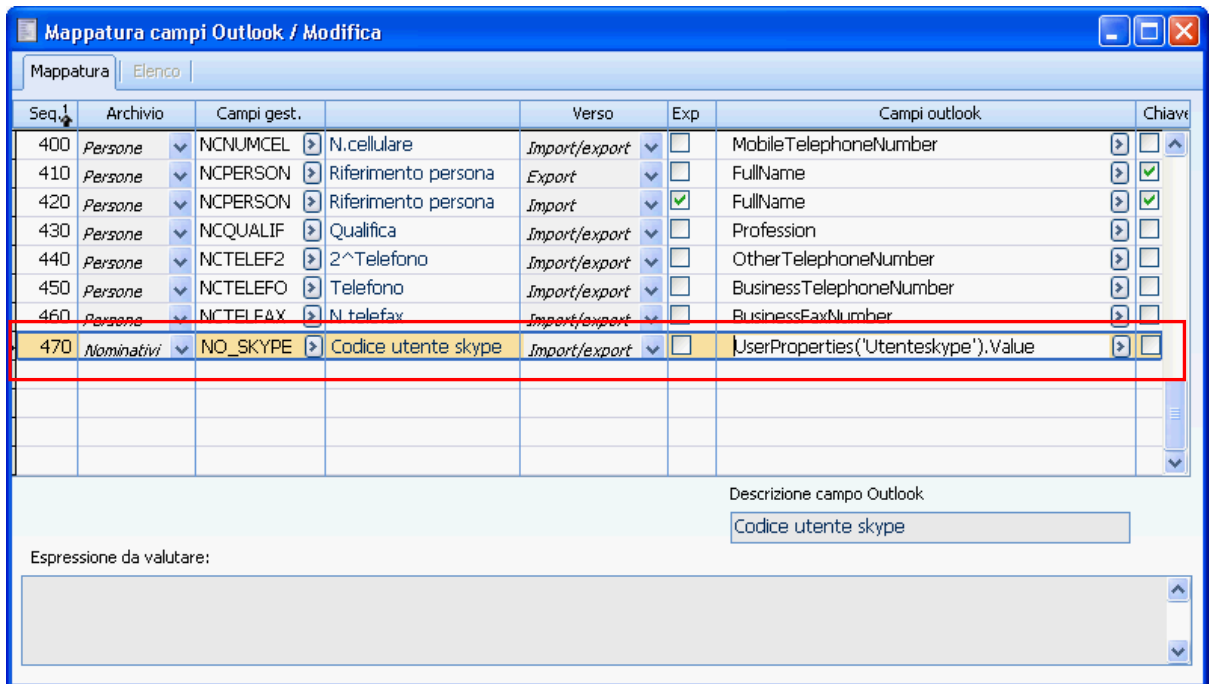 Mappatura campi Outlook / Modifica
Mappatura Elenco
Seq. 1 Archivio Campi gest. Verso Exp Campi outlook Chiave
400 Persone NCNUMCEL N.cellulare Import/export MobileTelephoneNumber
410 Persone NCPERSON Riferimento persona Export FullName
420 Persone NCPERSON Riferimento persona Import FullName
430 Persone NCQUALIF Qualifica Import/export Profession
440 Persone NCTELEF2 2^Telefono Import/export OtherTelephoneNumber
450 Persone NCTELEFO Telefono Import/export BusinessTelephoneNumber
460 Persone NCTELFAX N.telefax Import/export BusinessFaxNumber
470 Nominativi NO_SKYPE Codice utente skype Import/export UserProperties('Utenteskype').Value
Descrizione campo Outlook
Codice utente skype
Espressione da valutare: